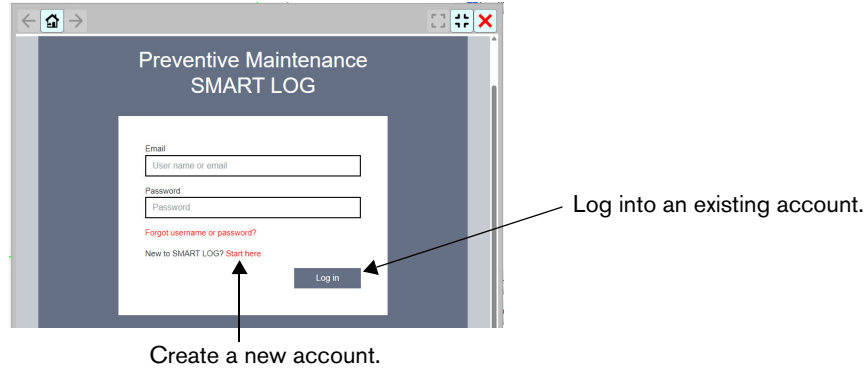 Preventive Maintenance
SMART LOG
Email
User name or email
Password
Password
Forgot username or password?
New to SMART LOG? Start here
Log in
Log into an existing account.
Create a new account.